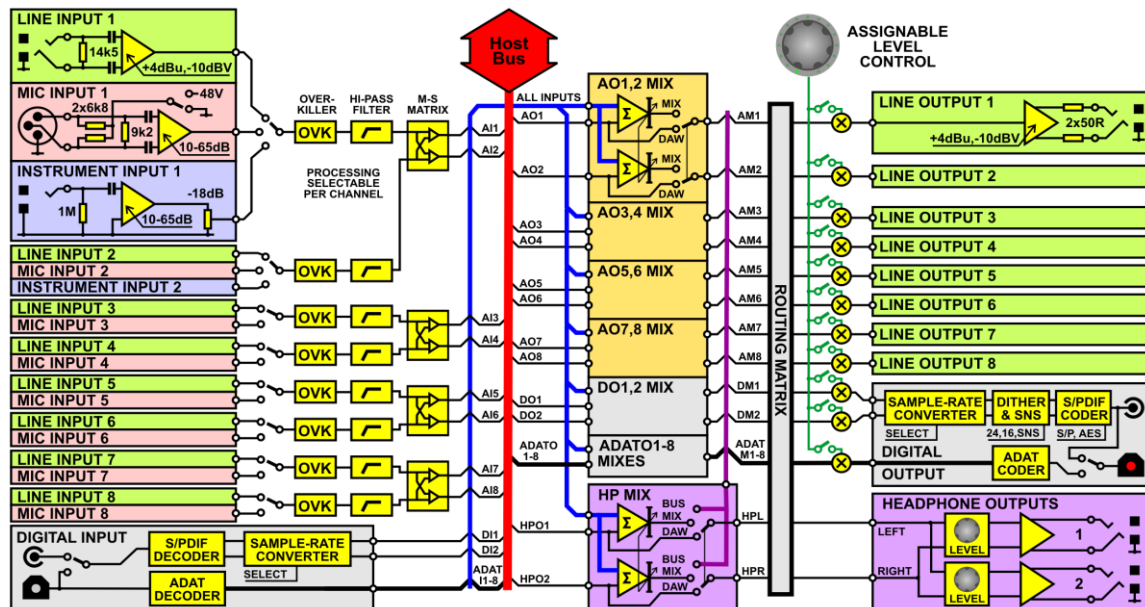 LINE INPUT 1
14k5
+4dBu,-10dBV
MIC INPUT 1
48V
2x6k8
9k2
10-65dB
INSTRUMENT INPUT 1
-18dB
1M
10-65dB
LINE INPUT 2
MIC INPUT 2
INSTRUMENT INPUT 2
LINE INPUT 3
MIC INPUT 3
LINE INPUT 4
MIC INPUT 4
LINE INPUT 5
MIC INPUT 5
LINE INPUT 6
MIC INPUT 6
LINE INPUT 7
MIC INPUT 7
LINE INPUT 8
MIC INPUT 8
DIGITAL INPUT
S/PDIF
DECODER
SAMPLE-RATE
CONVERTER
SELECT
ADAT
DECODER
OVER-
KILLER
HI-PASS
FILTER
M-S
MATRIX
OVK
PROCESSING
SELECTABLE
PER CHANNEL
OVK
OVK
OVK
OVK
OVK
OVK
OVK
AI1
AI2
AI3
AI4
AI5
AI6
AI7
AI8
DI1
DI2
ADAT
I1-8
Host
Bus
ALL INPUTS
AO1
AO2
AO3
AO4
AO5
AO6
AO7
AO8
DO1
DO2
ADATO
1-8
HPO1
HPO2
AO1,2 MIX
Σ
MIX
DAW
Σ
MIX
DAW
AO3,4 MIX
AO5,6 MIX
AO7,8 MIX
DO1,2 MIX
ADATO1-8
MIXES
HP MIX
Σ
BUS
MIX
DAW
Σ
BUS
MIX
DAW
AM1
AM2
AM3
AM4
AM5
AM6
AM7
AM8
DM1
DM2
ADAT
M1-8
HPL
HPR
ROUTING MATRIX
ASSIGNABLE
LEVEL
CONTROL
LINE OUTPUT 1
2x50R
+4dBu,-10dBV
LINE OUTPUT 2
LINE OUTPUT 3
LINE OUTPUT 4
LINE OUTPUT 5
LINE OUTPUT 6
LINE OUTPUT 7
LINE OUTPUT 8
SAMPLE-RATE
CONVERTER
SELECT
DITHER
& SNS
24,16,SNS
S/PDIF
CODER
S/P, AES
DIGITAL
OUTPUT
ADAT
CODER
HEADPHONE OUTPUTS
LEFT
RIGHT
LEVEL
1
LEVEL
2